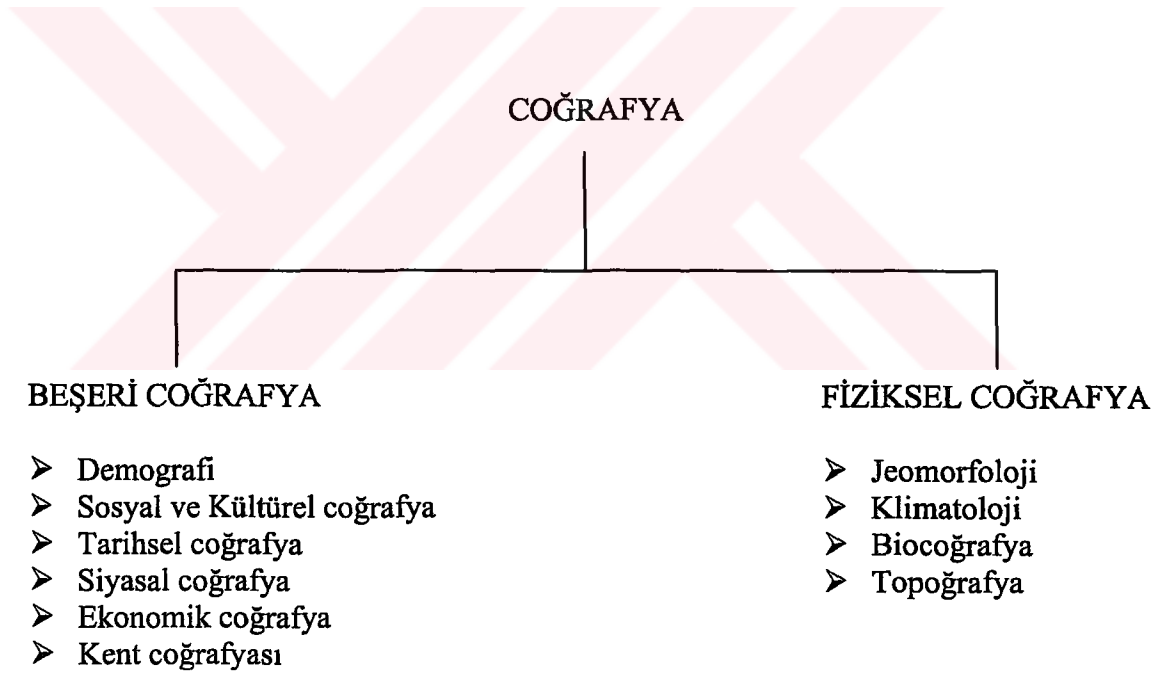 COĞRAFYA
BEŞERİ COĞRAFYA
➤ Demografi
➤ Sosyal ve Kültürel coğrafya
➤ Tarihsel coğrafya
➤ Siyasal coğrafya
➤ Ekonomik coğrafya
➤ Kent coğrafyası
FİZİKSEL COĞRAFYA
➤ Jeomorfoloji
➤ Klimatoloji
➤ Biocoğrafya
➤ Topoğrafya